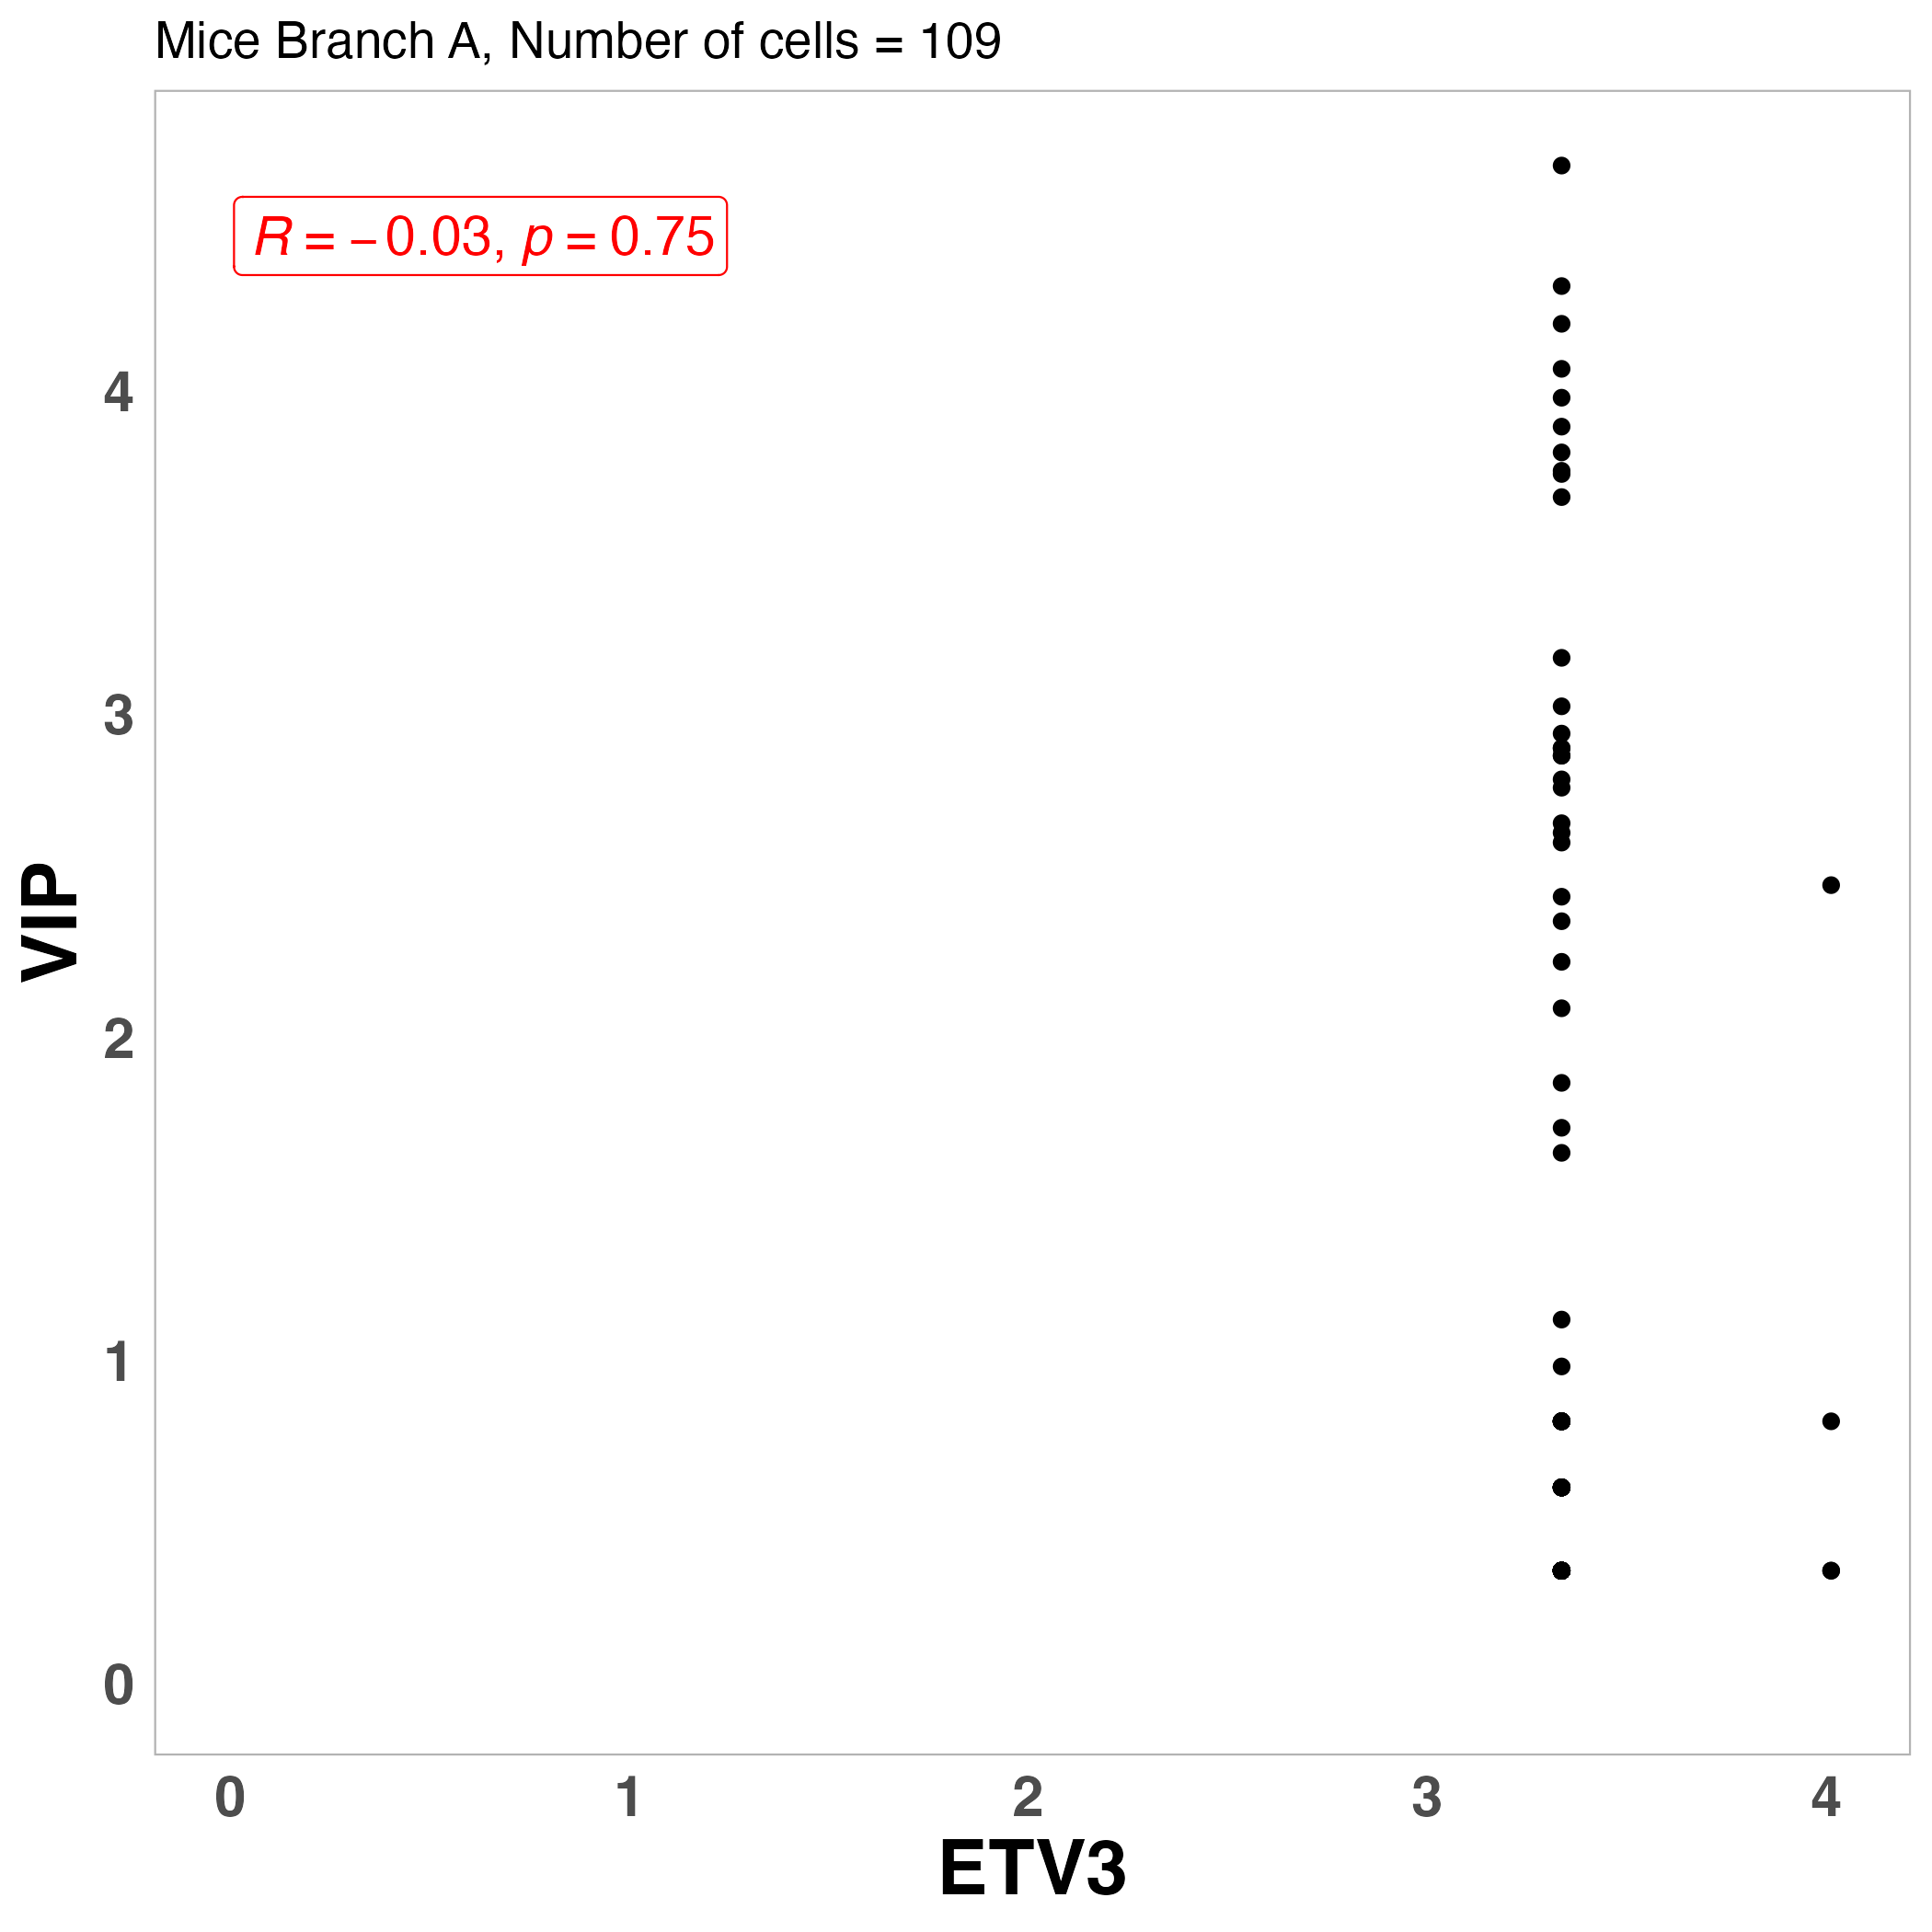 Mice Branch A, Number of cells = 109
R = −0.03, p = 0.75
4
3
2
1
0
VIP
0 1 2 3 4
ETV3